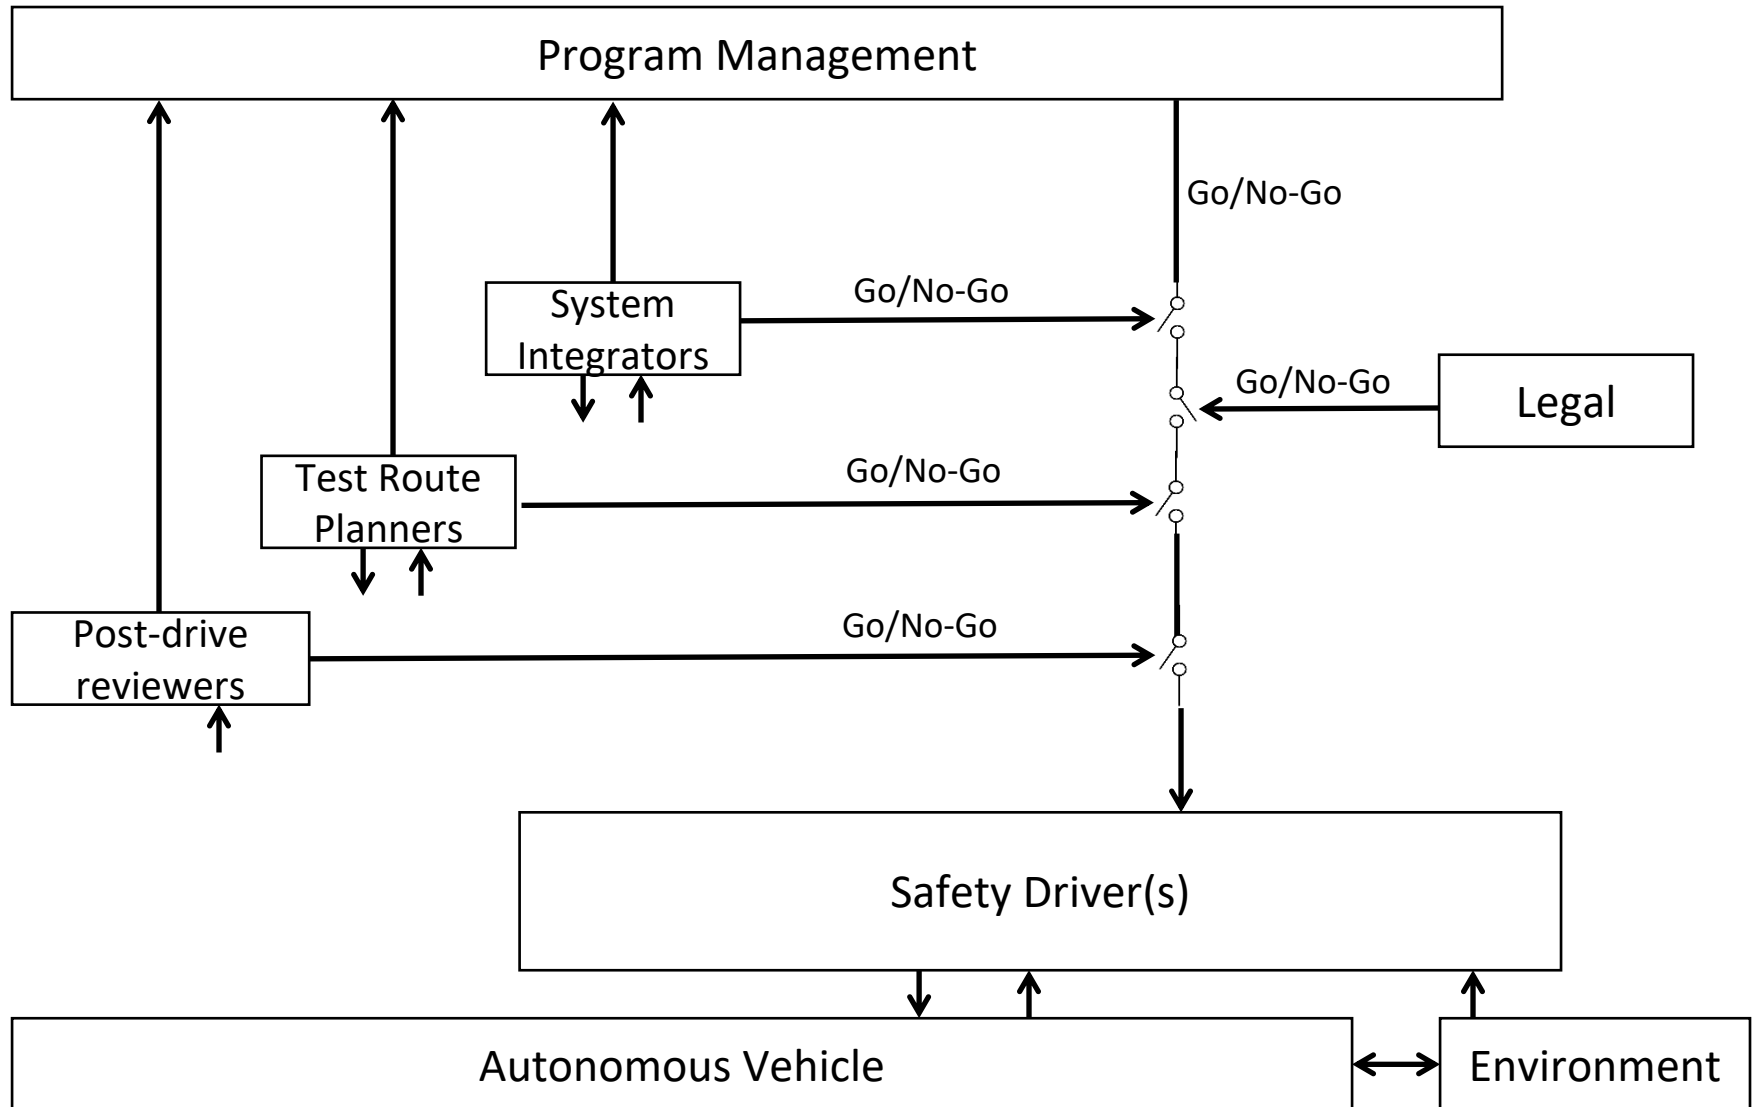 Program Management
Go/No-Go
System
Integrators
Go/No-Go
Go/No-Go
Legal
Test Route
Planners
Go/No-Go
Post-drive
reviewers
Go/No-Go
Safety Driver(s)
Autonomous Vehicle
Environment